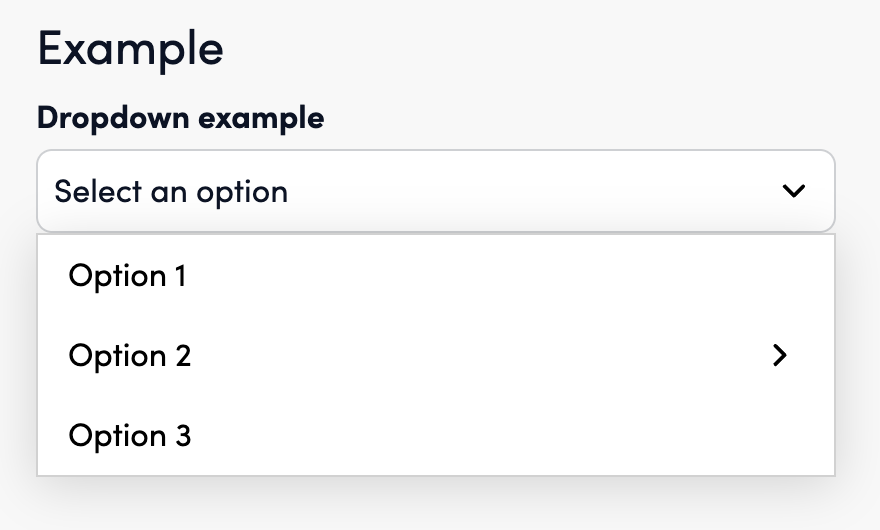 Example
Dropdown example
Select an option
Option 1
Option 2
Option 3